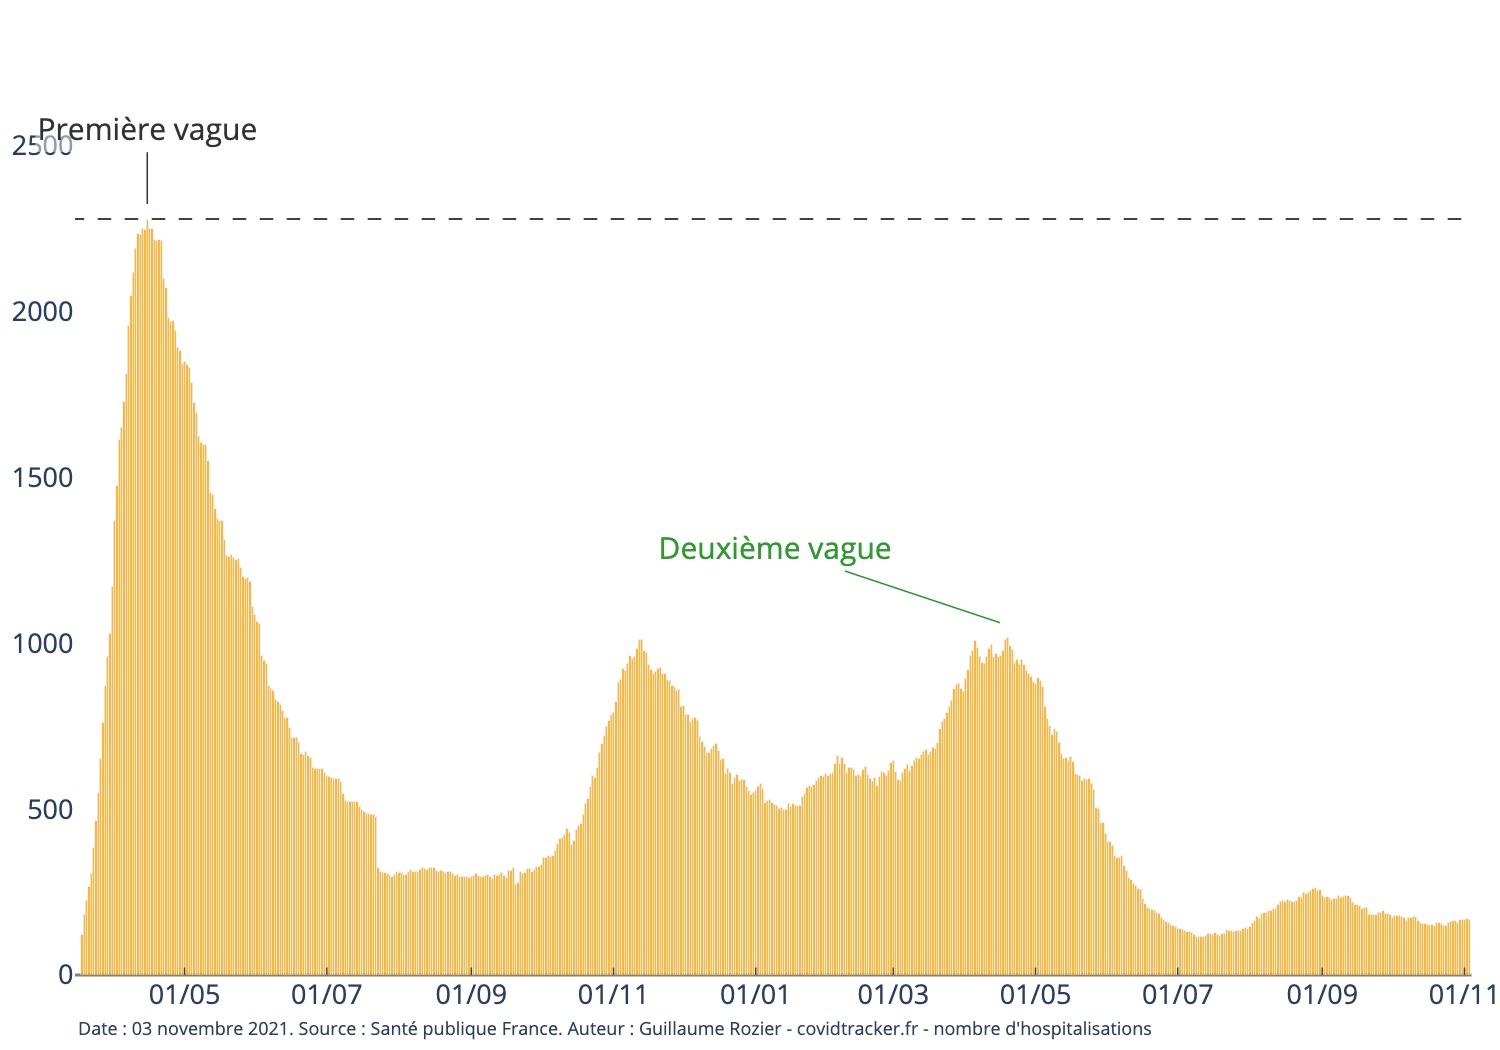 Première vague
2500
2000
1500
Deuxième vague
1000
500
0
01/05 01/07 01/09 01/11 01/01 01/03 01/05 01/07 01/09 01/11
Date : 03 novembre 2021. Source : Santé publique France. Auteur : Guillaume Rozier - covidtracker.fr - nombre d'hospitalisations